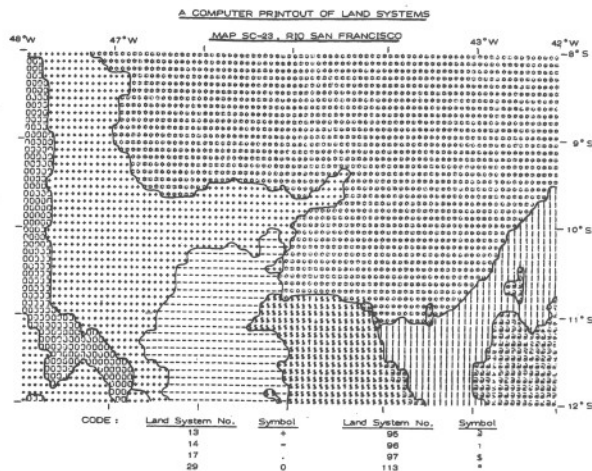 A COMPUTER PRINTOUT OF LAND SYSTEMS
MAP SC-23, RIO SAN FRANCISCO
48°W 47°W 43°W 42°W
8°S
9°S
10°S
11°S
12°S
CODE : Land System No. Symbol Land System No. Symbol
13 + 95
14 - 96 1
17 . 97 $
29 0 113 *